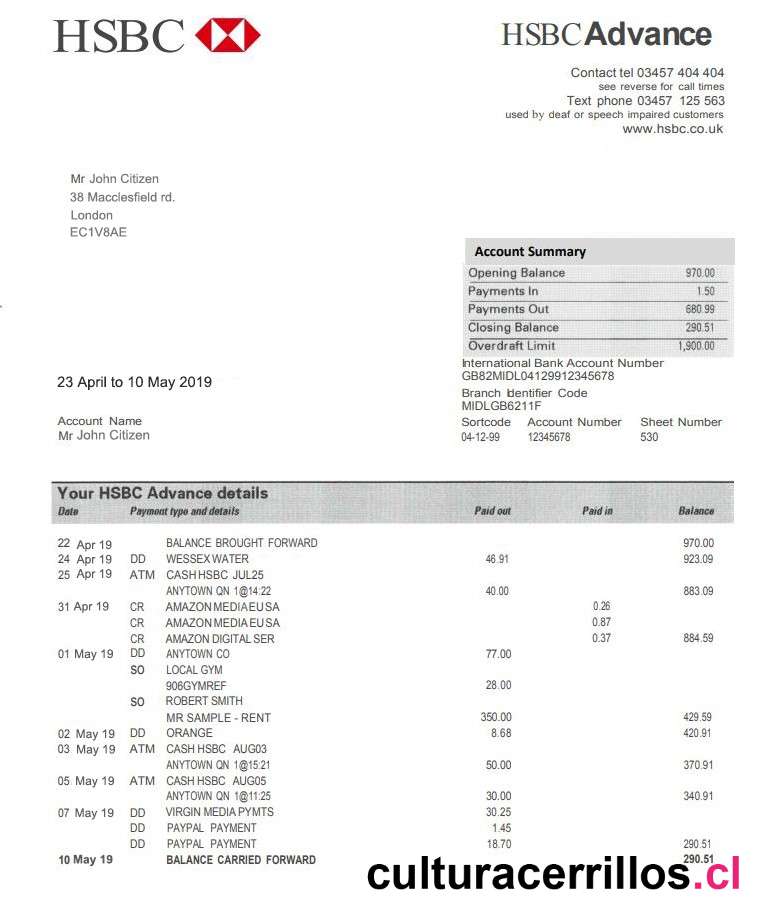 HSBC
HSBC Advance
Contact tel 03457 404 404
see reverse for call times
Text phone 03457 125 563
used by deaf or speech impaired customers
www.hsbc.co.uk
Mr John Citizen
38 Macclesfield rd.
London
EC1V8AE
Account Summary
Opening Balance 970.00
Payments In 1.50
Payments Out 680.99
Closing Balance 290.51
Overdraft Limit 1,900.00
International Bank Account Number
GB82MIDL04129912345678
Branch Identifier Code
MIDLGB6211F
Sortcode Account Number Sheet Number
04-12-99 12345678 530
23 April to 10 May 2019
Account Name
Mr John Citizen
Your HSBC Advance details
Date Payment type and details Paid out Paid in Balance
22 Apr 19 BALANCE BROUGHT FORWARD 970.00
24 Apr 19 DD WESSEX WATER 46.91 923.09
25 Apr 19 ATM CASH HSBC JUL25
ANYTOWN QN 1@14:22 40.00 883.09
31 Apr 19 CR AMAZON MEDIA EU SA 0.26
CR AMAZON MEDIA EU SA 0.87
CR AMAZON DIGITAL SER 0.37 884.59
01 May 19 DD ANYTOWN CO 77.00
SO LOCAL GYM
906GYMREF 28.00
SO ROBERT SMITH
MR SAMPLE - RENT 350.00 429.59
02 May 19 DD ORANGE 8.68 420.91
03 May 19 ATM CASH HSBC AUG03
ANYTOWN QN 1@15:21 50.00 370.91
05 May 19 ATM CASH HSBC AUG05
ANYTOWN QN 1@11:25 30.00 340.91
07 May 19 DD VIRGIN MEDIA PYMTS 30.25
DD PAYPAL PAYMENT 1.45
DD PAYPAL PAYMENT 18.70 290.51
10 May 19 BALANCE CARRIED FORWARD 290.51
culturacerrillos.cl